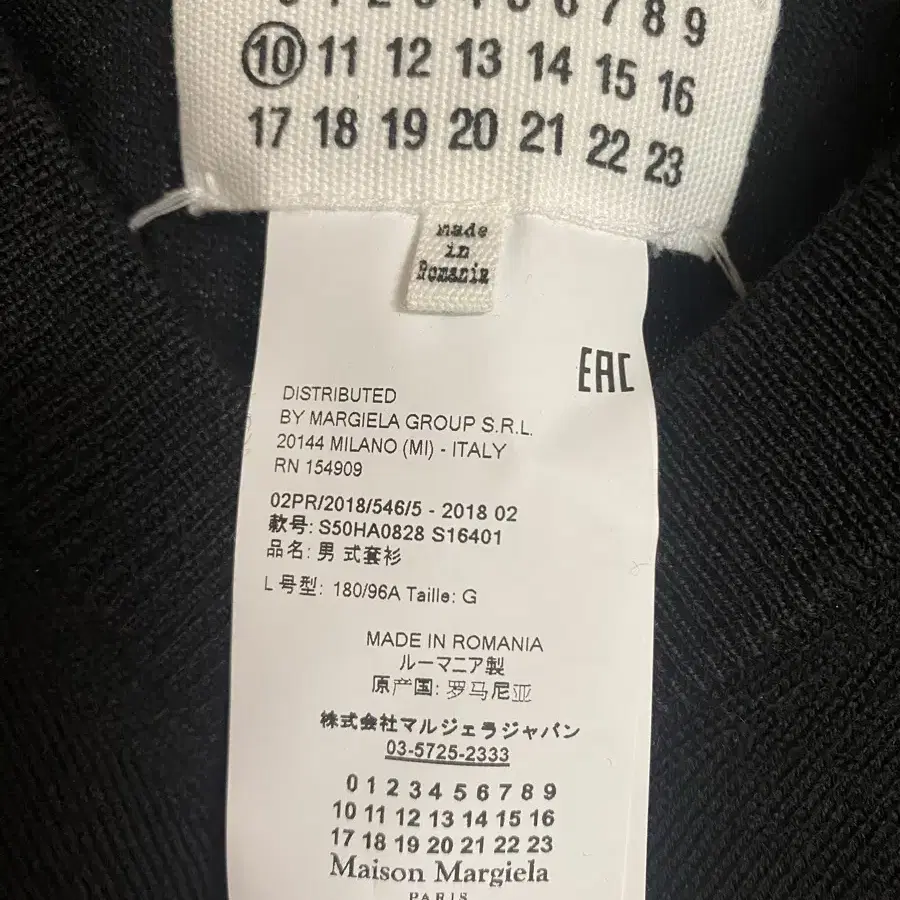 0 1 2 3 4 5 6 7 8 9
10 11 12 13 14 15 16
17 18 19 20 21 22 23
made
in
Romania
EAC
DISTRIBUTED
BY MARGIELA GROUP S.R.L.
20144 MILANO (MI) - ITALY
RN 154909
02PR/2018/546/5 - 2018 02
款号: S50HA0828 S16401
品名: 男 式套衫
L 号型: 180/96A Taille: G
MADE IN ROMANIA
ルーマニア製
原产国: 罗马尼亚
株式会社マルジェラジャパン
03-5725-2333
0 1 2 3 4 5 6 7 8 9
10 11 12 13 14 15 16
17 18 19 20 21 22 23
Maison Margiela
PARIS